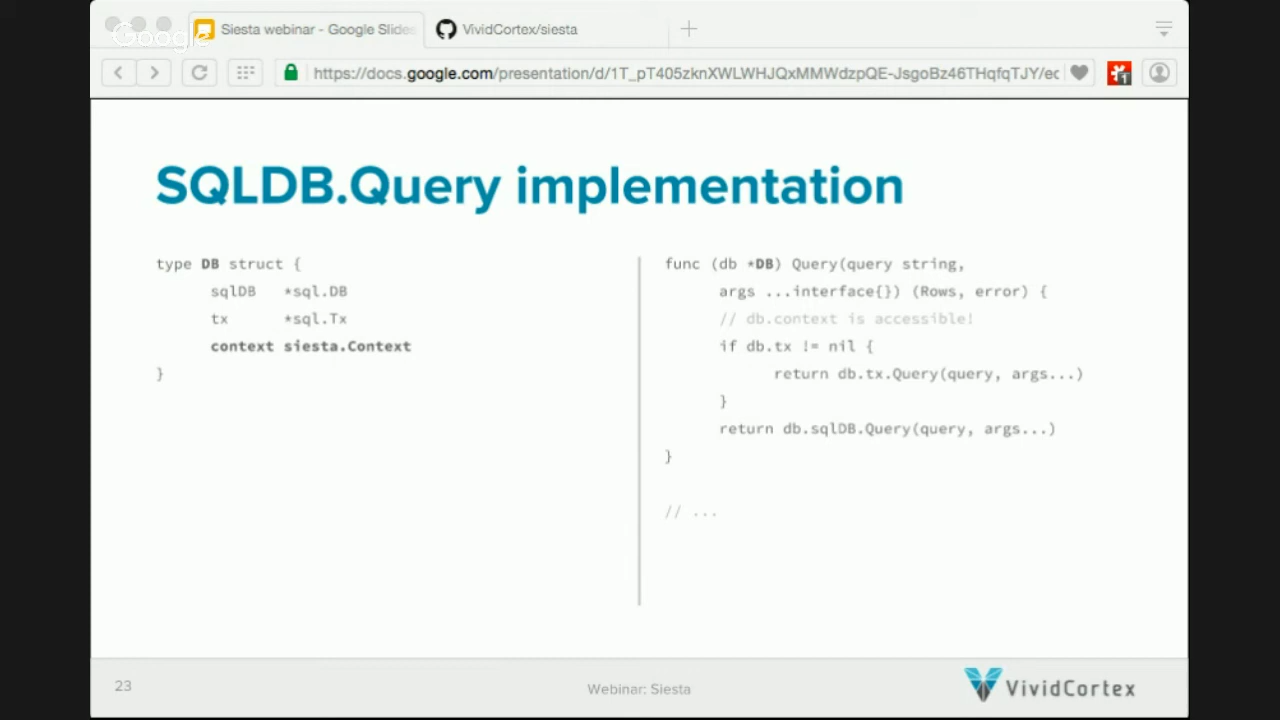 Google
Siesta webinar - Google Slides
VividCortex/siesta
https://docs.google.com/presentation/d/1T_pT405zknXWLWHJQxMMWdzpQE-JsgoBz46THqfqTJY/ec
1
SQLDB.Query implementation
type DB struct {
sqlDB *sql.DB
tx *sql.Tx
context siesta.Context
}
func (db *DB) Query(query string,
args ...interface{}) (Rows, error) {
// db.context is accessible!
if db.tx != nil {
return db.tx.Query(query, args...)
}
return db.sqlDB.Query(query, args...)
}
// ...
23
Webinar: Siesta
VividCortex